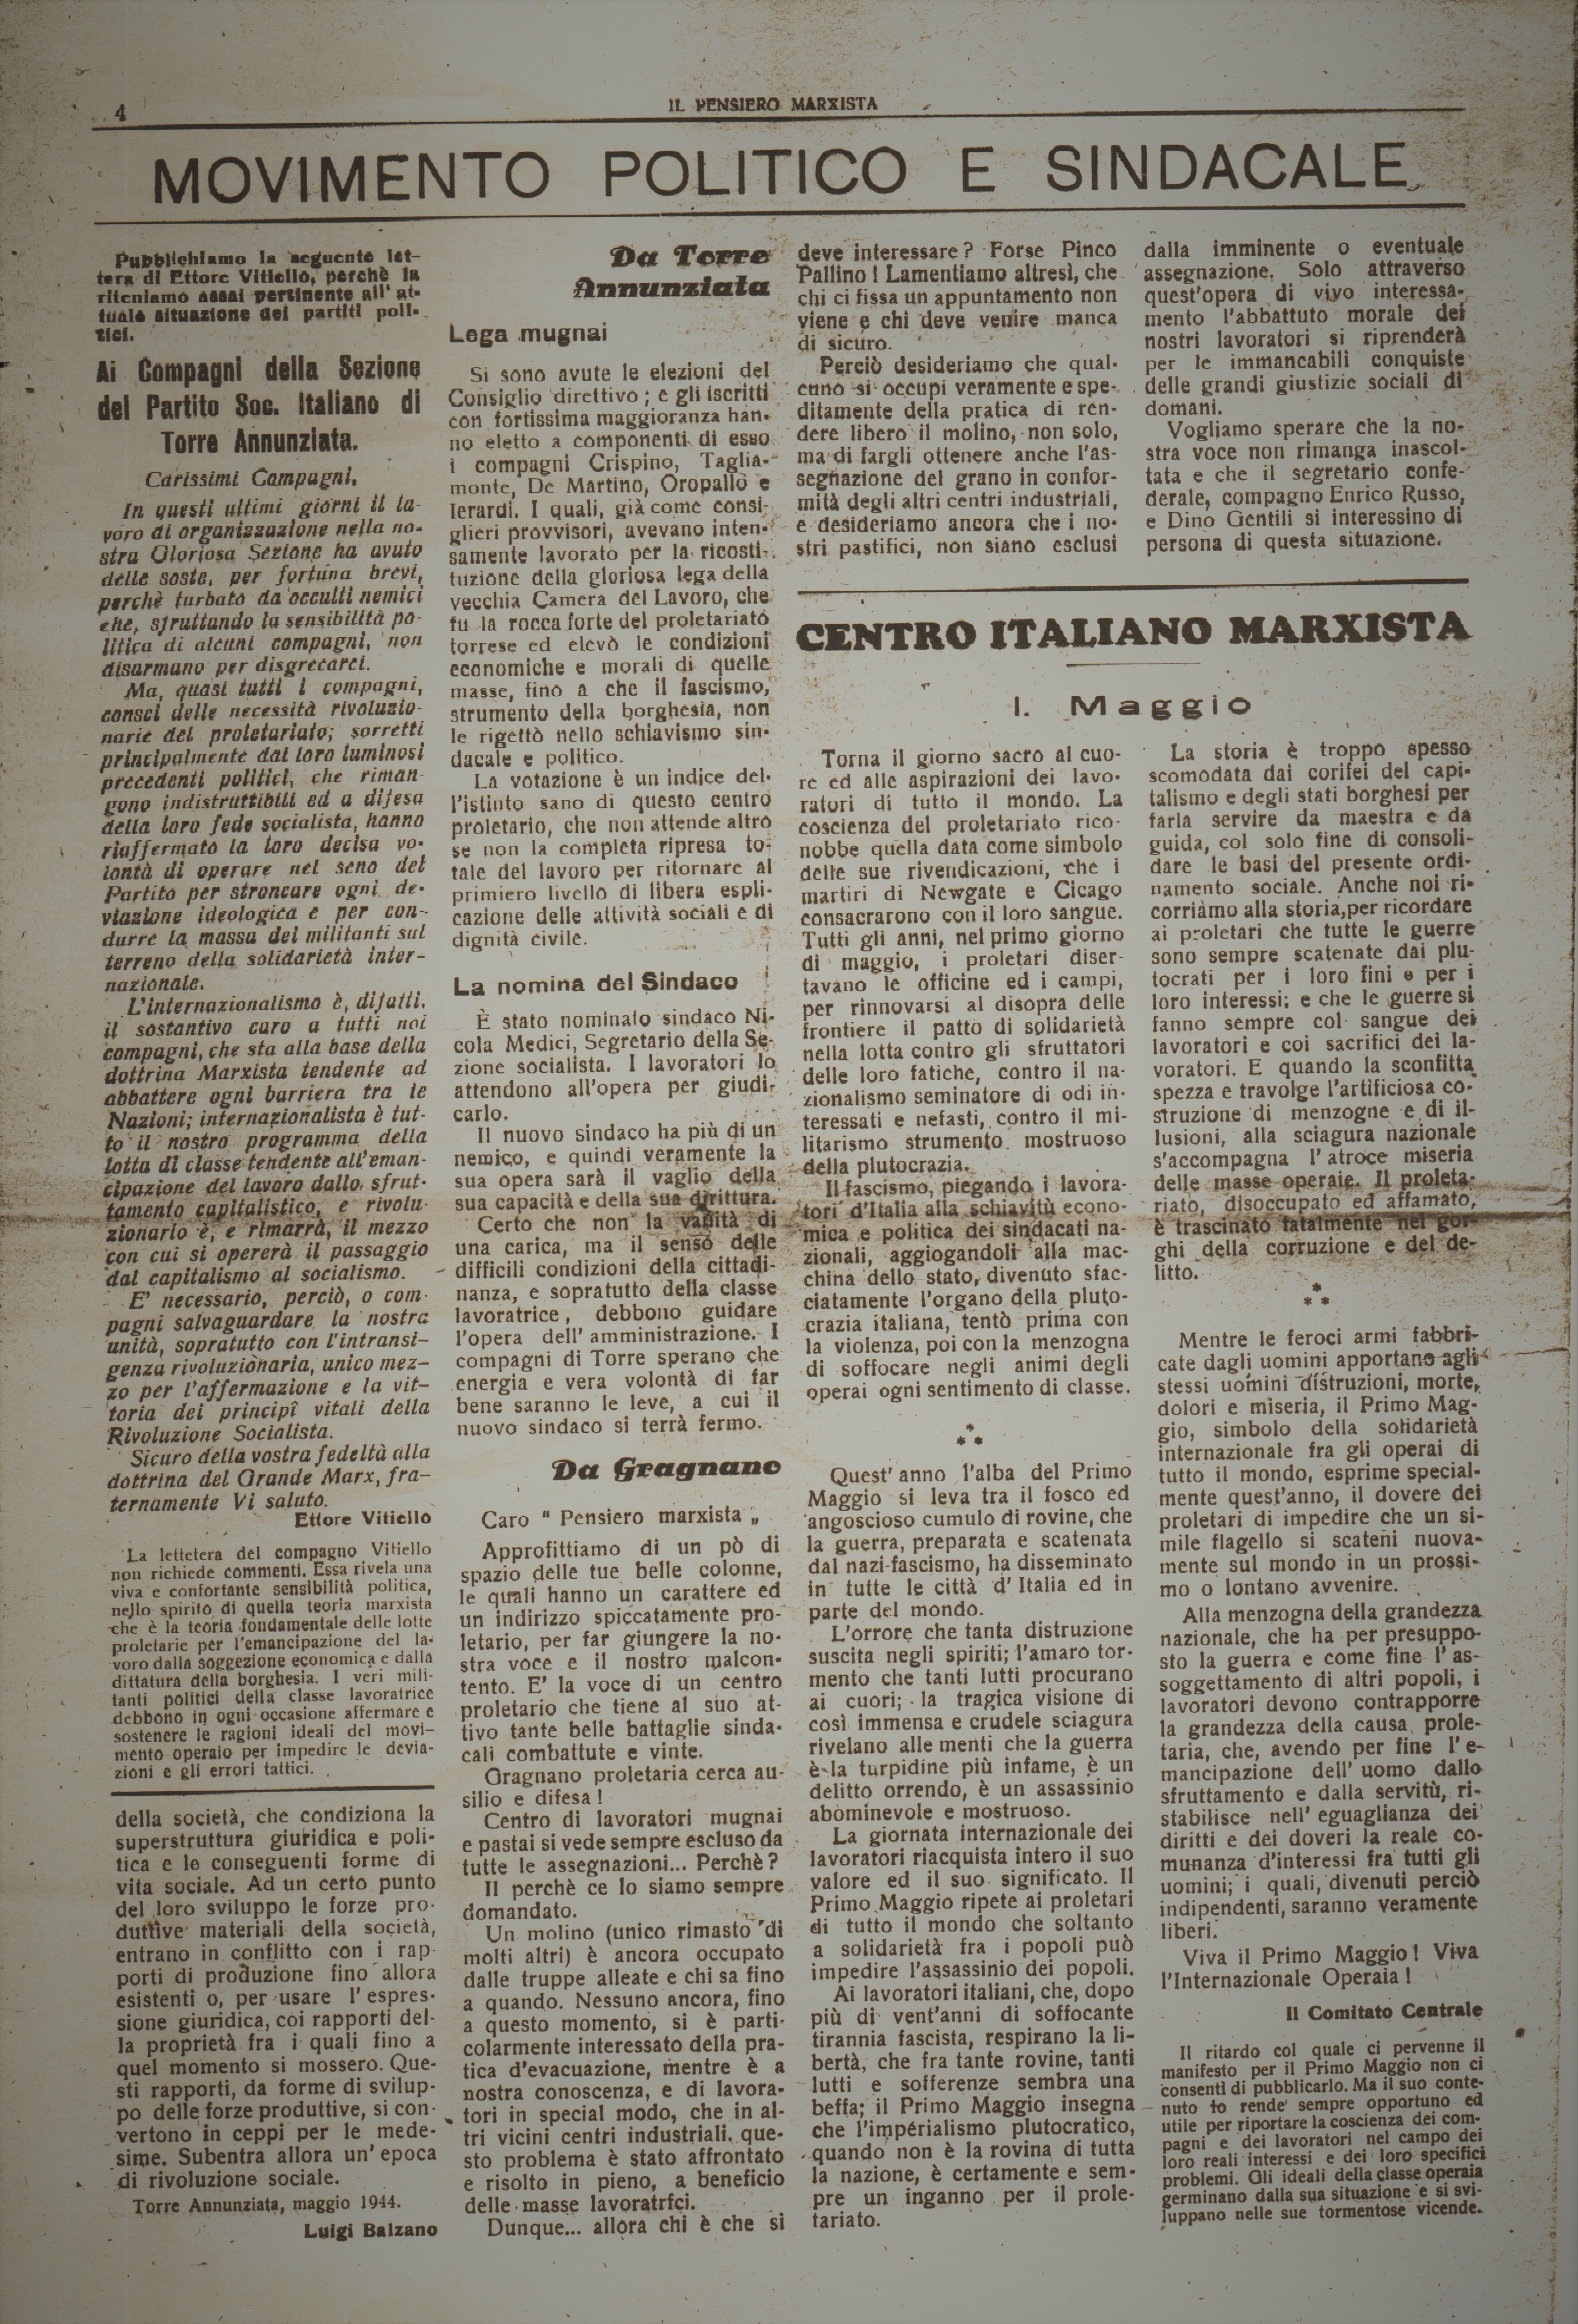 4
IL PENSIERO MARXISTA
MOVIMENTO POLITICO E SINDACALE
Pubblichiamo la seguente let-
tera di Ettore Vitiello, perchè la
riteniamo assai pertinente all' at-
tuale situazione dei partiti poli-
tici.
Ai Compagni della Sezione
del Partito Soc. Italiano di
Torre Annunziata.
Carissimi Compagni,
In questi ultimi giorni il la-
voro di organizzazione nella no-
stra Gloriosa Sezione ha avuto
delle soste, per fortuna brevi,
perchè turbato da occulti nemici
che, sfruttando la sensibilità po-
litica di alcuni compagni, non
disarmano per disgregarci.
Ma, quasi tutti i compagni,
consci delle necessità rivoluzio-
narie del proletariato; sorretti
principalmente dai loro luminosi
precedenti politici, che riman-
gono indistruttibili ed a difesa
della loro fede socialista, hanno
riaffermato la loro decisa vo-
lontà di operare nel seno del
Partito per stroncare ogni de-
viazione ideologica e per con-
durre la massa dei militanti sul
terreno della solidarietà inter-
nazionale.
L'internazionalismo è, difatti,
il sostantivo caro a tutti noi
compagni, che sta alla base della
dottrina Marxista tendente ad
abbattere ogni barriera tra le
Nazioni; internazionalista è tut-
to il nostro programma della
lotta di classe tendente all'eman-
cipazione del lavoro dallo sfrut-
tamento capitalistico, e rivolu-
zionario è, e rimarrà, il mezzo
con cui si opererà il passaggio
dal capitalismo al socialismo.
E' necessario, perciò, o com-
pagni salvaguardare la nostra
unità, sopratutto con l'intransi-
genza rivoluzionaria, unico mez-
zo per l'affermazione e la vit-
toria dei principî vitali della
Rivoluzione Socialista.
Sicuro della vostra fedeltà alla
dottrina del Grande Marx, fra-
ternamente Vi saluto.
Ettore Vitiello
La lettetera del compagno Vitiello
non richiede commenti. Essa rivela una
viva e confortante sensibilità politica,
nello spirito di quella teoria marxista
che è la teoria fondamentale delle lotte
proletarie per l'emancipazione del la-
voro dalla soggezione economica e dalla
dittatura della borghesia. I veri mili-
tanti politici della classe lavoratrice
debbono in ogni occasione affermare e
sostenere le ragioni ideali del movi-
mento operaio per impedire le devia-
zioni e gli errori tattici.
della società, che condiziona la
superstruttura giuridica e poli-
tica e le conseguenti forme di
vita sociale. Ad un certo punto
del loro sviluppo le forze pro-
duttive materiali della società,
entrano in conflitto con i rap-
porti di produzione fino allora
esistenti o, per usare l' espres-
sione giuridica, coi rapporti del-
la proprietà fra i quali fino a
quel momento si mossero. Que-
sti rapporti, da forme di svilup-
po delle forze produttive, si con-
vertono in ceppi per le mede-
sime. Subentra allora un' epoca
di rivoluzione sociale.
Torre Annunziata, maggio 1944.
Luigi Balzano
Da Torre
Annunziata
Lega mugnai
Si sono avute le elezioni del
Consiglio direttivo; e gli iscritti
con fortissima maggioranza han-
no eletto a componenti di esso
i compagni Crispino, Taglia-
monte, De Martino, Oropallo e
Ierardi. I quali, già come consi-
glieri provvisori, avevano inten-
samente lavorato per la ricosti-
tuzione della gloriosa lega della
vecchia Camera del Lavoro, che
fu la rocca forte del proletariato
torrese ed elevò le condizioni
economiche e morali di quelle
masse, fino a che il fascismo,
strumento della borghesia, non
le rigettò nello schiavismo sin-
dacale e politico.
La votazione è un indice del-
l'istinto sano di questo centro
proletario, che non attende altro
se non la completa ripresa to-
tale del lavoro per ritornare al
primiero livello di libera espli-
cazione delle attività sociali e di
dignità civile.
La nomina del Sindaco
È stato nominato sindaco Ni-
cola Medici, Segretario della Se-
zione socialista. I lavoratori lo
attendono all'opera per giudi-
carlo.
Il nuovo sindaco ha più di un
nemico, e quindi veramente la
sua opera sarà il vaglio della
sua capacità e della sua dirittura.
Certo che non la vanità di
una carica, ma il senso delle
difficili condizioni della cittadi-
nanza, e sopratutto della classe
lavoratrice, debbono guidare
l'opera dell' amministrazione. I
compagni di Torre sperano che
energia e vera volontà di far
bene saranno le leve, a cui il
nuovo sindaco si terrà fermo.
Da Gragnano
Caro “ Pensiero marxista „
Approfittiamo di un pò di
spazio delle tue belle colonne,
le quali hanno un carattere ed
un indirizzo spiccatamente pro-
letario, per far giungere la no-
stra voce e il nostro malcon-
tento. E' la voce di un centro
proletario che tiene al suo at-
tivo tante belle battaglie sinda-
cali combattute e vinte.
Gragnano proletaria cerca au-
silio e difesa!
Centro di lavoratori mugnai
e pastai si vede sempre escluso da
tutte le assegnazioni... Perchè?
Il perchè ce lo siamo sempre
domandato.
Un molino (unico rimasto di
molti altri) è ancora occupato
dalle truppe alleate e chi sa fino
a quando. Nessuno ancora, fino
a questo momento, si è parti-
colarmente interessato della pra-
tica d'evacuazione, mentre è a
nostra conoscenza, e di lavora-
tori in special modo, che in al-
tri vicini centri industriali, que-
sto problema è stato affrontato
e risolto in pieno, a beneficio
delle masse lavoratrfci.
Dunque... allora chi è che si
deve interessare? Forse Pinco
Pallino! Lamentiamo altresì, che
chi ci fissa un appuntamento non
viene e chi deve venire manca
di sicuro.
Perciò desideriamo che qual-
cuno si occupi veramente e spe-
ditamente della pratica di ren-
dere libero il molino, non solo,
ma di fargli ottenere anche l'as-
segnazione del grano in confor-
mità degli altri centri industriali,
e desideriamo ancora che i no-
stri pastifici, non siano esclusi
dalla imminente o eventuale
assegnazione. Solo attraverso
quest'opera di vivo interessa-
mento l'abbattuto morale dei
nostri lavoratori si riprenderà
per le immancabili conquiste
delle grandi giustizie sociali di
domani.
Vogliamo sperare che la no-
stra voce non rimanga inascol-
tata e che il segretario confe-
derale, compagno Enrico Russo,
e Dino Gentili si interessino di
persona di questa situazione.
CENTRO ITALIANO MARXISTA
I. Maggio
Torna il giorno sacro al cuo-
re ed alle aspirazioni dei lavo-
ratori di tutto il mondo. La
coscienza del proletariato rico-
nobbe quella data come simbolo
delle sue rivendicazioni, che i
martiri di Newgate e Cicago
consacrarono con il loro sangue.
Tutti gli anni, nel primo giorno
di maggio, i proletari diser-
tavano le officine ed i campi,
per rinnovarsi al disopra delle
frontiere il patto di solidarietà
nella lotta contro gli sfruttatori
delle loro fatiche, contro il na-
zionalismo seminatore di odi in-
teressati e nefasti, contro il mi-
litarismo strumento mostruoso
della plutocrazia.
Il fascismo, piegando i lavora-
tori d'Italia alla schiavitù econo-
mica e politica dei sindacati na-
zionali, aggiogandoli alla mac-
china dello stato, divenuto sfac-
ciatamente l'organo della pluto-
crazia italiana, tentò prima con
la violenza, poi con la menzogna
di soffocare negli animi degli
operai ogni sentimento di classe.
* * *
Quest' anno l'alba del Primo
Maggio si leva tra il fosco ed
angoscioso cumulo di rovine, che
la guerra, preparata e scatenata
dal nazi-fascismo, ha disseminato
in tutte le città d' Italia ed in
parte del mondo.
L'orrore che tanta distruzione
suscita negli spiriti; l'amaro tor-
mento che tanti lutti procurano
ai cuori; la tragica visione di
così immensa e crudele sciagura
rivelano alle menti che la guerra
è la turpidine più infame, è un
delitto orrendo, è un assassinio
abominevole e mostruoso.
La giornata internazionale dei
lavoratori riacquista intero il suo
valore ed il suo significato. Il
Primo Maggio ripete ai proletari
di tutto il mondo che soltanto
a solidarietà fra i popoli può
impedire l'assassinio dei popoli.
Ai lavoratori italiani, che, dopo
più di vent'anni di soffocante
tirannia fascista, respirano la li-
bertà, che fra tante rovine, tanti
lutti e sofferenze sembra una
beffa; il Primo Maggio insegna
che l'impérialismo plutocratico,
quando non è la rovina di tutta
la nazione, è certamente e sem-
pre un inganno per il prole-
tariato.
La storia è troppo spesso
scomodata dai corifei del capi-
talismo e degli stati borghesi per
farla servire da maestra e da
guida, col solo fine di consoli-
dare le basi del presente ordi-
namento sociale. Anche noi ri-
corriamo alla storia,per ricordare
ai proletari che tutte le guerre
sono sempre scatenate dai plu-
tocrati per i loro fini e per i
loro interessi; e che le guerre si
fanno sempre col sangue dei
lavoratori e coi sacrifici dei la-
voratori. E quando la sconfitta
spezza e travolge l'artificiosa co-
struzione di menzogne e di il-
lusioni, alla sciagura nazionale
s'accompagna l' atroce miseria
delle masse operaie. Il proleta-
riato, disoccupato ed affamato,
è trascinato fatalmente nei gor-
ghi della corruzione e del de-
litto.
* * *
Mentre le feroci armi fabbri-
cate dagli uomini apportano agli
stessi uomini distruzioni, morte,
dolori e miseria, il Primo Mag-
gio, simbolo della solidarietà
internazionale fra gli operai di
tutto il mondo, esprime special-
mente quest'anno, il dovere dei
proletari di impedire che un si-
mile flagello si scateni nuova-
mente sul mondo in un prossi-
mo o lontano avvenire.
Alla menzogna della grandezza
nazionale, che ha per presuppo-
sto la guerra e come fine l' as-
soggettamento di altri popoli, i
lavoratori devono contrapporre
la grandezza della causa prole-
taria, che, avendo per fine l' e-
mancipazione dell' uomo dallo
sfruttamento e dalla servitù, ri-
stabilisce nell' eguaglianza dei
diritti e dei doveri la reale co-
munanza d'interessi fra tutti gli
uomini; i quali, divenuti perciò
indipendenti, saranno veramente
liberi.
Viva il Primo Maggio! Viva
l'Internazionale Operaia!
Il Comitato Centrale
Il ritardo col quale ci pervenne il
manifesto per il Primo Maggio non ci
consentì di pubblicarlo. Ma il suo conte-
nuto lo rende sempre opportuno ed
utile per riportare la coscienza dei com-
pagni e dei lavoratori nel campo dei
loro reali interessi e dei loro specifici
problemi. Gli ideali della classe operaia
germinano dalla sua situazione e si svi-
luppano nelle sue tormentose vicende.